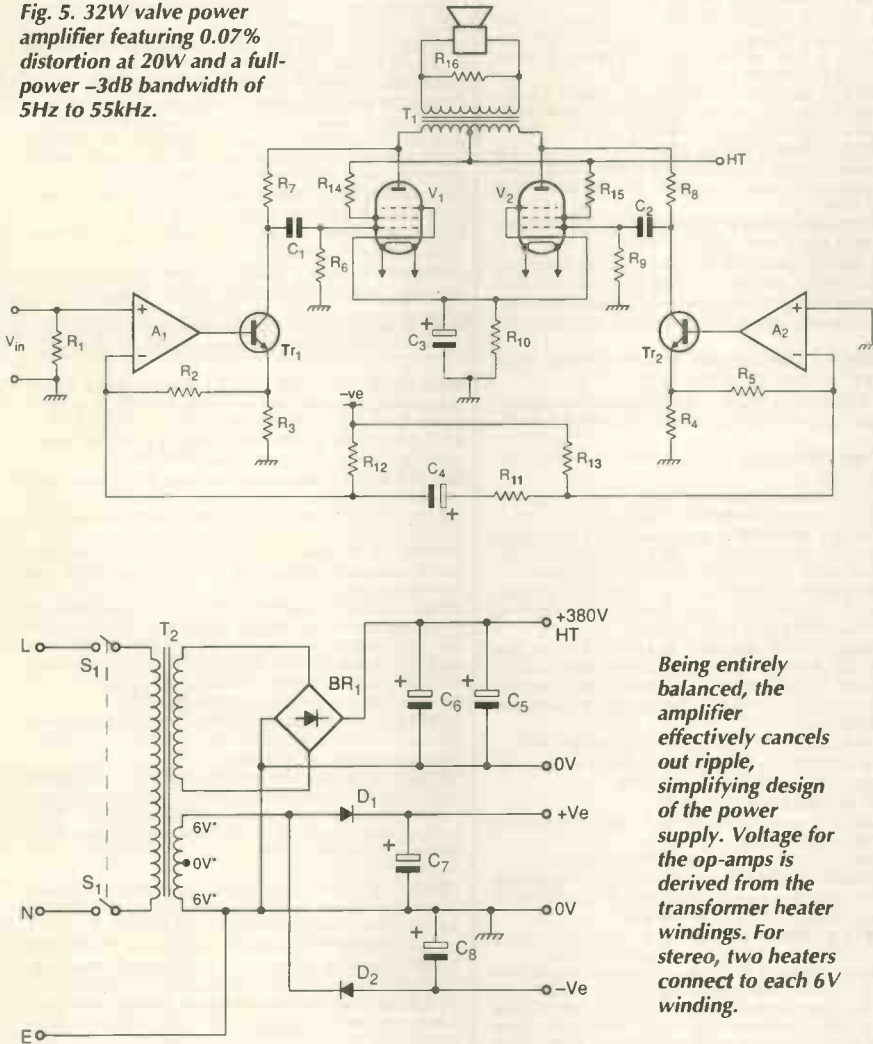 Fig. 5. 32W valve power
amplifier featuring 0.07%
distortion at 20W and a full-
power –3dB bandwidth of
5Hz to 55kHz.
R16
T1
HT
R7
R14
V1
V2
R15
R8
C1
R6
C2
R9
Vin
R1
+
A1
–
Tr1
R2
R3
+
C3
R10
Tr2
A2
+
–
R5
R4
–ve
R12
C4
+
R11
R13
L
S1
T2
BR1
+380V
HT
+
C6
+
C5
0V
6V*
0V*
6V*
D1
+Ve
+
C7
N
S1
0V
+
C8
D2
–Ve
E
Being entirely
balanced, the
amplifier
effectively cancels
out ripple,
simplifying design
of the power
supply. Voltage for
the op-amps is
derived from the
transformer heater
windings. For
stereo, two heaters
connect to each 6V
winding.